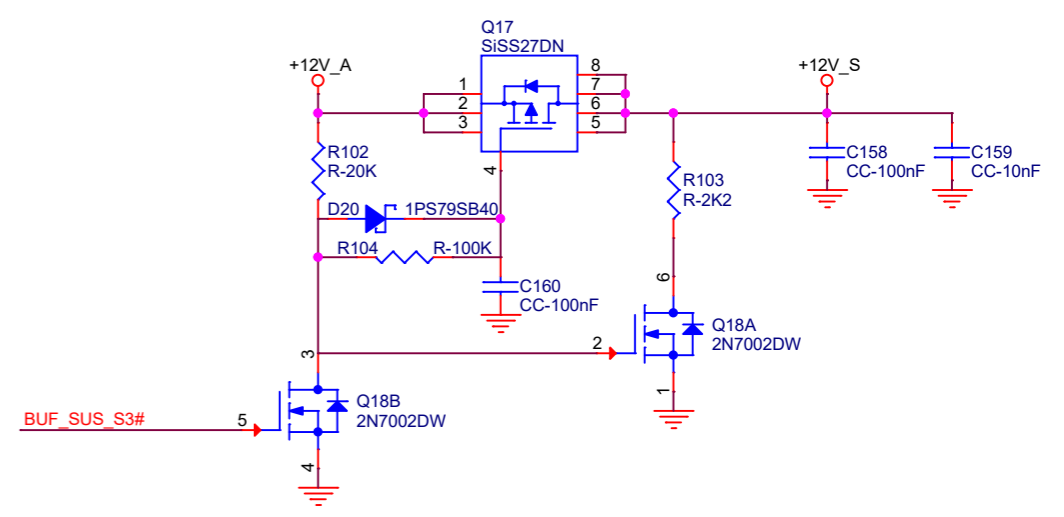 Q17
SiSS27DN
+12V_A
+12V_S
1
2
3
8
7
6
5
4
R102
R-20K
D20
1PS79SB40
R104
R-100K
C160
CC-100nF
R103
R-2K2
C158
CC-100nF
C159
CC-10nF
6
2
Q18A
2N7002DW
1
3
BUF_SUS_S3#
5
Q18B
2N7002DW
4